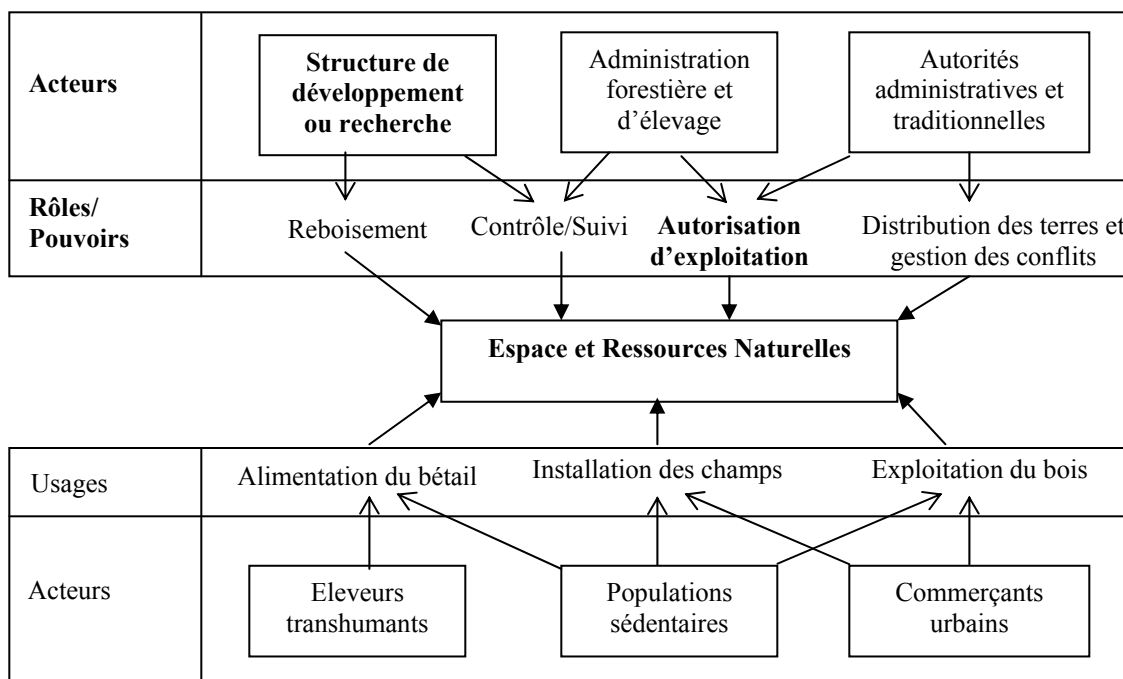 Acteurs
Structure de
développement
ou recherche
Administration
forestière et
d'élevage
Autorités
administratives et
traditionnelles
Rôles/
Pouvoirs
Reboisement
Contrôle/Suivi
Autorisation
d'exploitation
Distribution des terres et
gestion des conflits
Espace et Ressources Naturelles
Usages
Alimentation du bétail
Installation des champs
Exploitation du bois
Acteurs
Eleveurs
transhumants
Populations
sédentaires
Commerçants
urbains